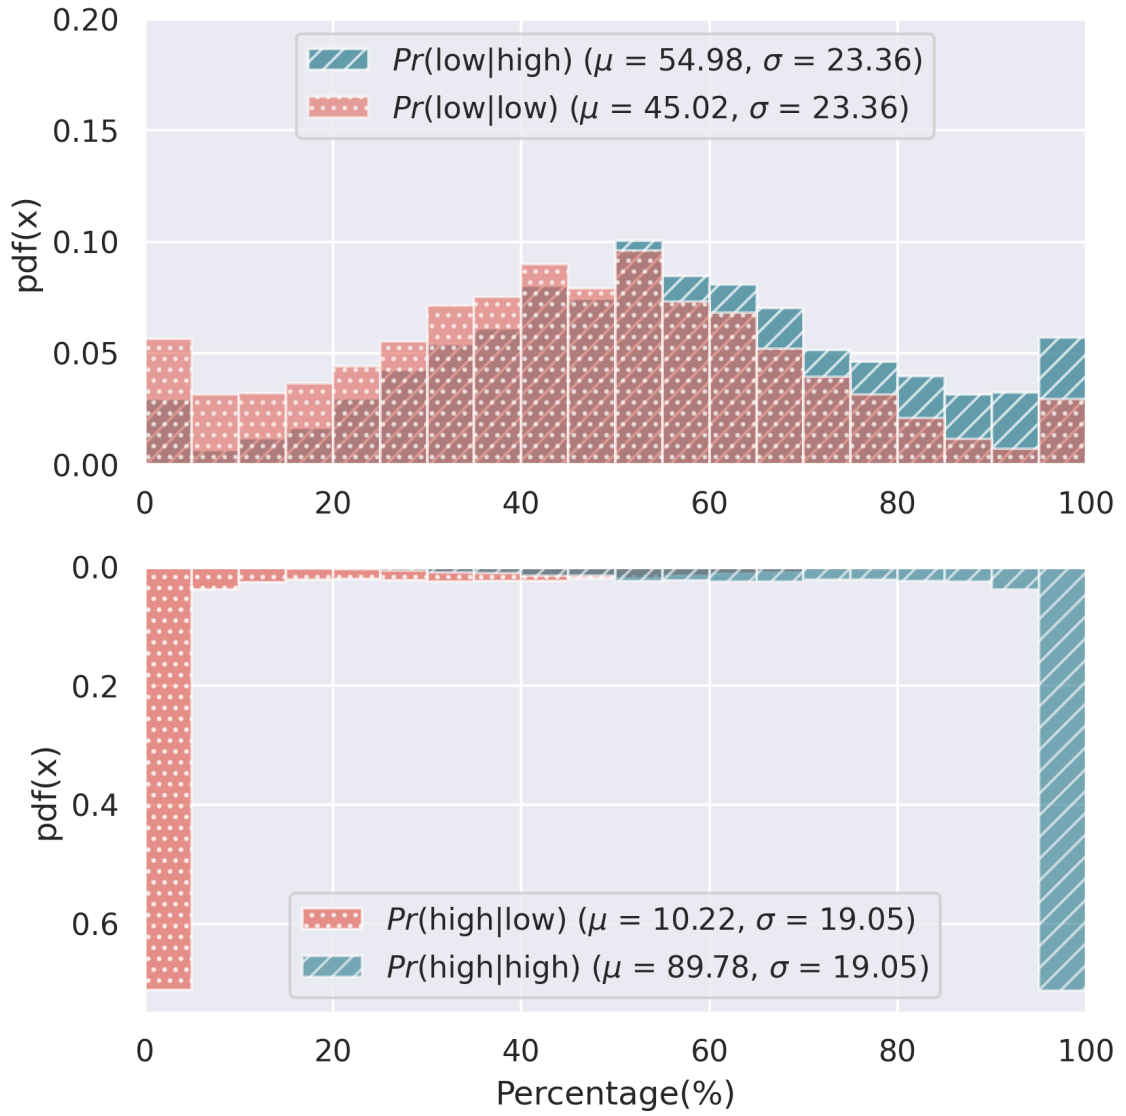 0.20
Pr(low|high) (μ = 54.98, σ = 23.36)
Pr(low|low) (μ = 45.02, σ = 23.36)
0.15
pdf(x)
0.10
0.05
0.00
0 20 40 60 80 100
0.0
0.2
pdf(x)
0.4
0.6
Pr(high|low) (μ = 10.22, σ = 19.05)
Pr(high|high) (μ = 89.78, σ = 19.05)
0 20 40 60 80 100
Percentage(%)